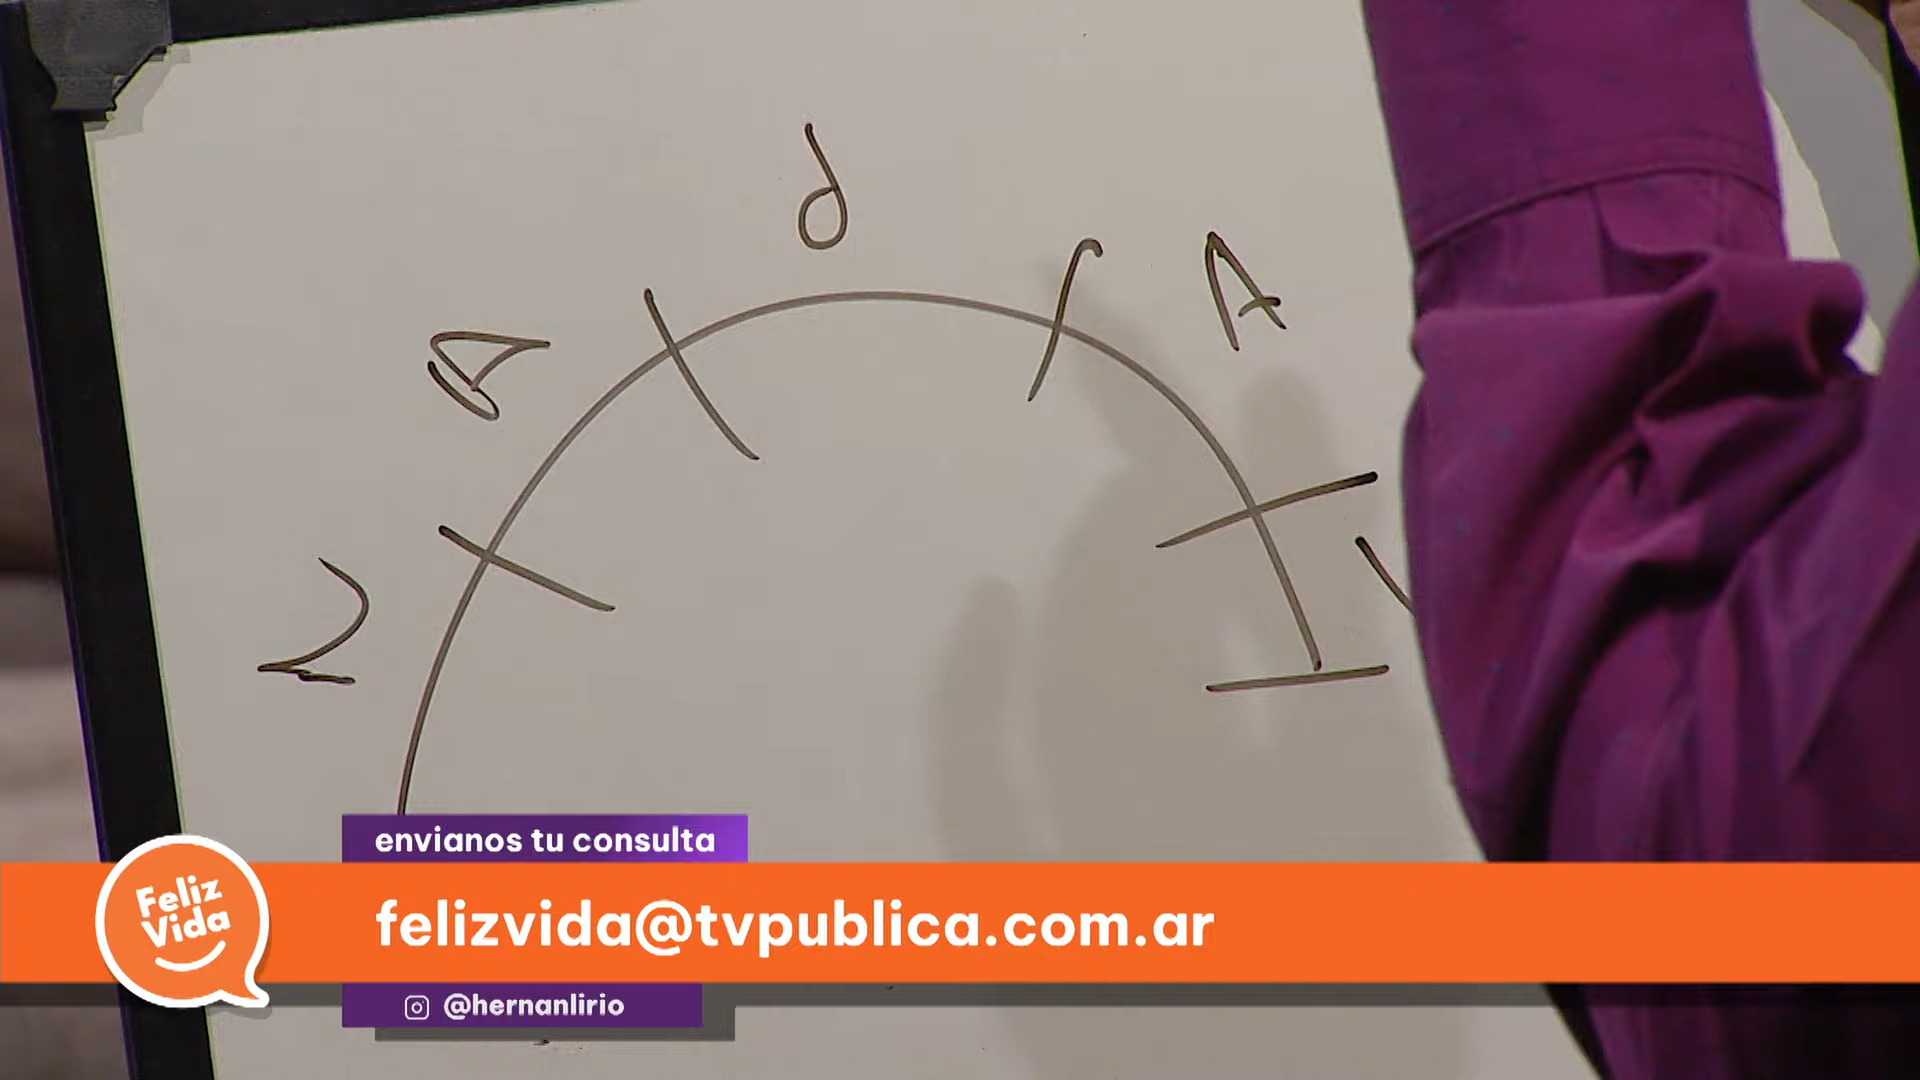 d
A
A
envianos tu consulta
Feliz
Vida
felizvida@tvpublica.com.ar
@hernanlirio